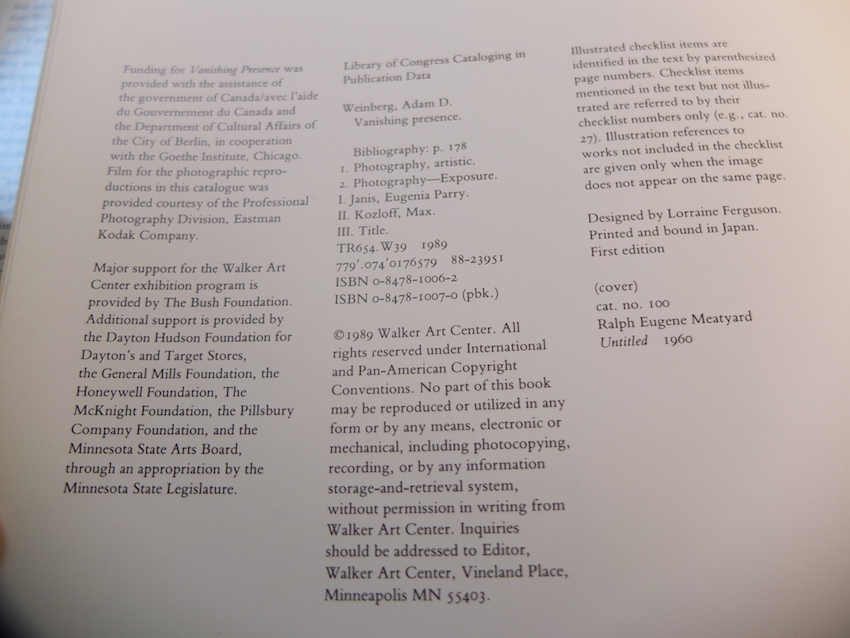 Funding for Vanishing Presence was
provided with the assistance of
the government of Canada/avec l'aide
du Gouvernement du Canada and
the Department of Cultural Affairs of
the City of Berlin, in cooperation
with the Goethe Institute, Chicago.
Film for the photographic repro-
ductions in this catalogue was
provided courtesy of the Professional
Photography Division, Eastman
Kodak Company.
Major support for the Walker Art
Center exhibition program is
provided by The Bush Foundation.
Additional support is provided by
the Dayton Hudson Foundation for
Dayton's and Target Stores,
the General Mills Foundation, the
Honeywell Foundation, The
McKnight Foundation, the Pillsbury
Company Foundation, and the
Minnesota State Arts Board,
through an appropriation by the
Minnesota State Legislature.
Library of Congress Cataloging in
Publication Data
Weinberg, Adam D.
Vanishing presence.
Bibliography: p. 178
1. Photography, artistic.
2. Photography—Exposure.
I. Janis, Eugenia Parry.
II. Kozloff, Max.
III. Title.
TR654.W39 1989
779'.074'0176579 88-23951
ISBN 0-8478-1006-2
ISBN 0-8478-1007-0 (pbk.)
©1989 Walker Art Center. All
rights reserved under International
and Pan-American Copyright
Conventions. No part of this book
may be reproduced or utilized in any
form or by any means, electronic or
mechanical, including photocopying,
recording, or by any information
storage-and-retrieval system,
without permission in writing from
Walker Art Center. Inquiries
should be addressed to Editor,
Walker Art Center, Vineland Place,
Minneapolis MN 55403.
Illustrated checklist items are
identified in the text by parenthesized
page numbers. Checklist items
mentioned in the text but not illus-
trated are referred to by their
checklist numbers only (e.g., cat. no.
27). Illustration references to
works not included in the checklist
are given only when the image
does not appear on the same page.
Designed by Lorraine Ferguson.
Printed and bound in Japan.
First edition
(cover)
cat. no. 100
Ralph Eugene Meatyard
Untitled 1960